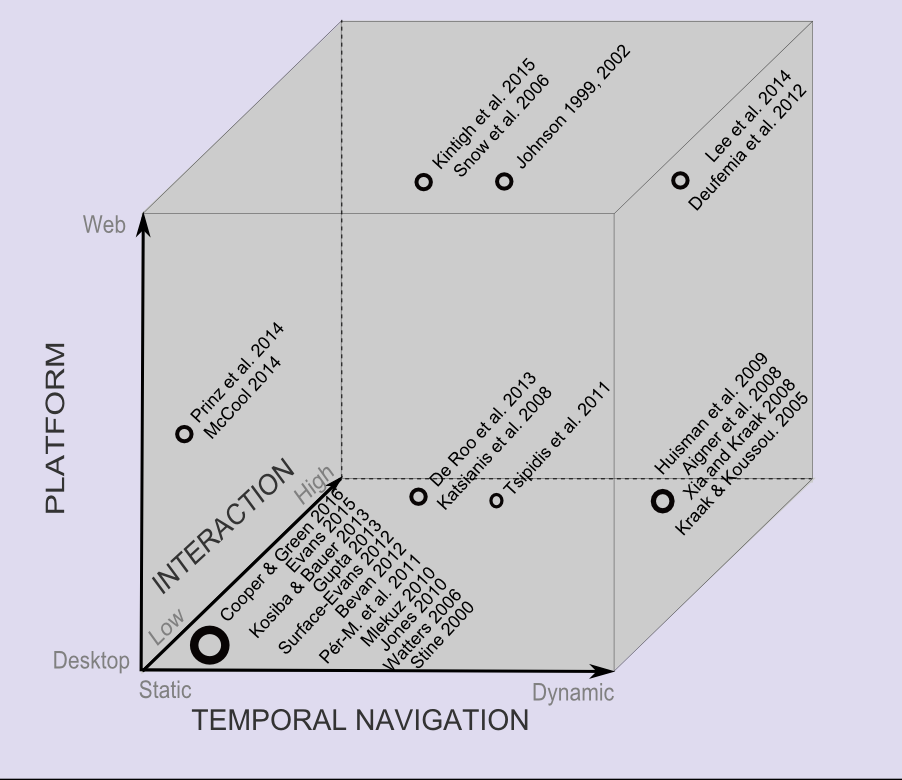 Kintigh et al. 2015
Snow et al. 2006
Johnson 1999, 2002
Lee et al. 2014
Deufemia et al. 2012
Web
PLATFORM
Prinz et al. 2014
McCool 2014
De Roo et al. 2013
Katsianis et al. 2008
Tsipidis et al. 2011
Huisman et al. 2009
Aigner et al. 2008
Xia and Kraak 2008
Kraak & Koussou. 2005
INTERACTION
High
Low
Cooper & Green 2016
Evans 2015
Kosiba & Bauer 2013
Gupta 2013
Surface-Evans 2012
Bevan 2012
Pér-M. et al. 2011
Mlekuz 2010
Jones 2010
Watters 2006
Stine 2000
Desktop
Static
Dynamic
TEMPORAL NAVIGATION